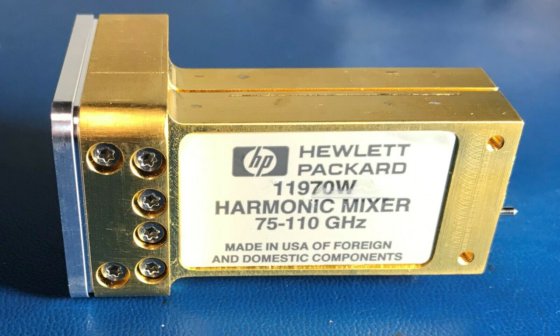 hp HEWLETT
PACKARD
11970W
HARMONIC MIXER
75-110 GHz
MADE IN USA OF FOREIGN
AND DOMESTIC COMPONENTS